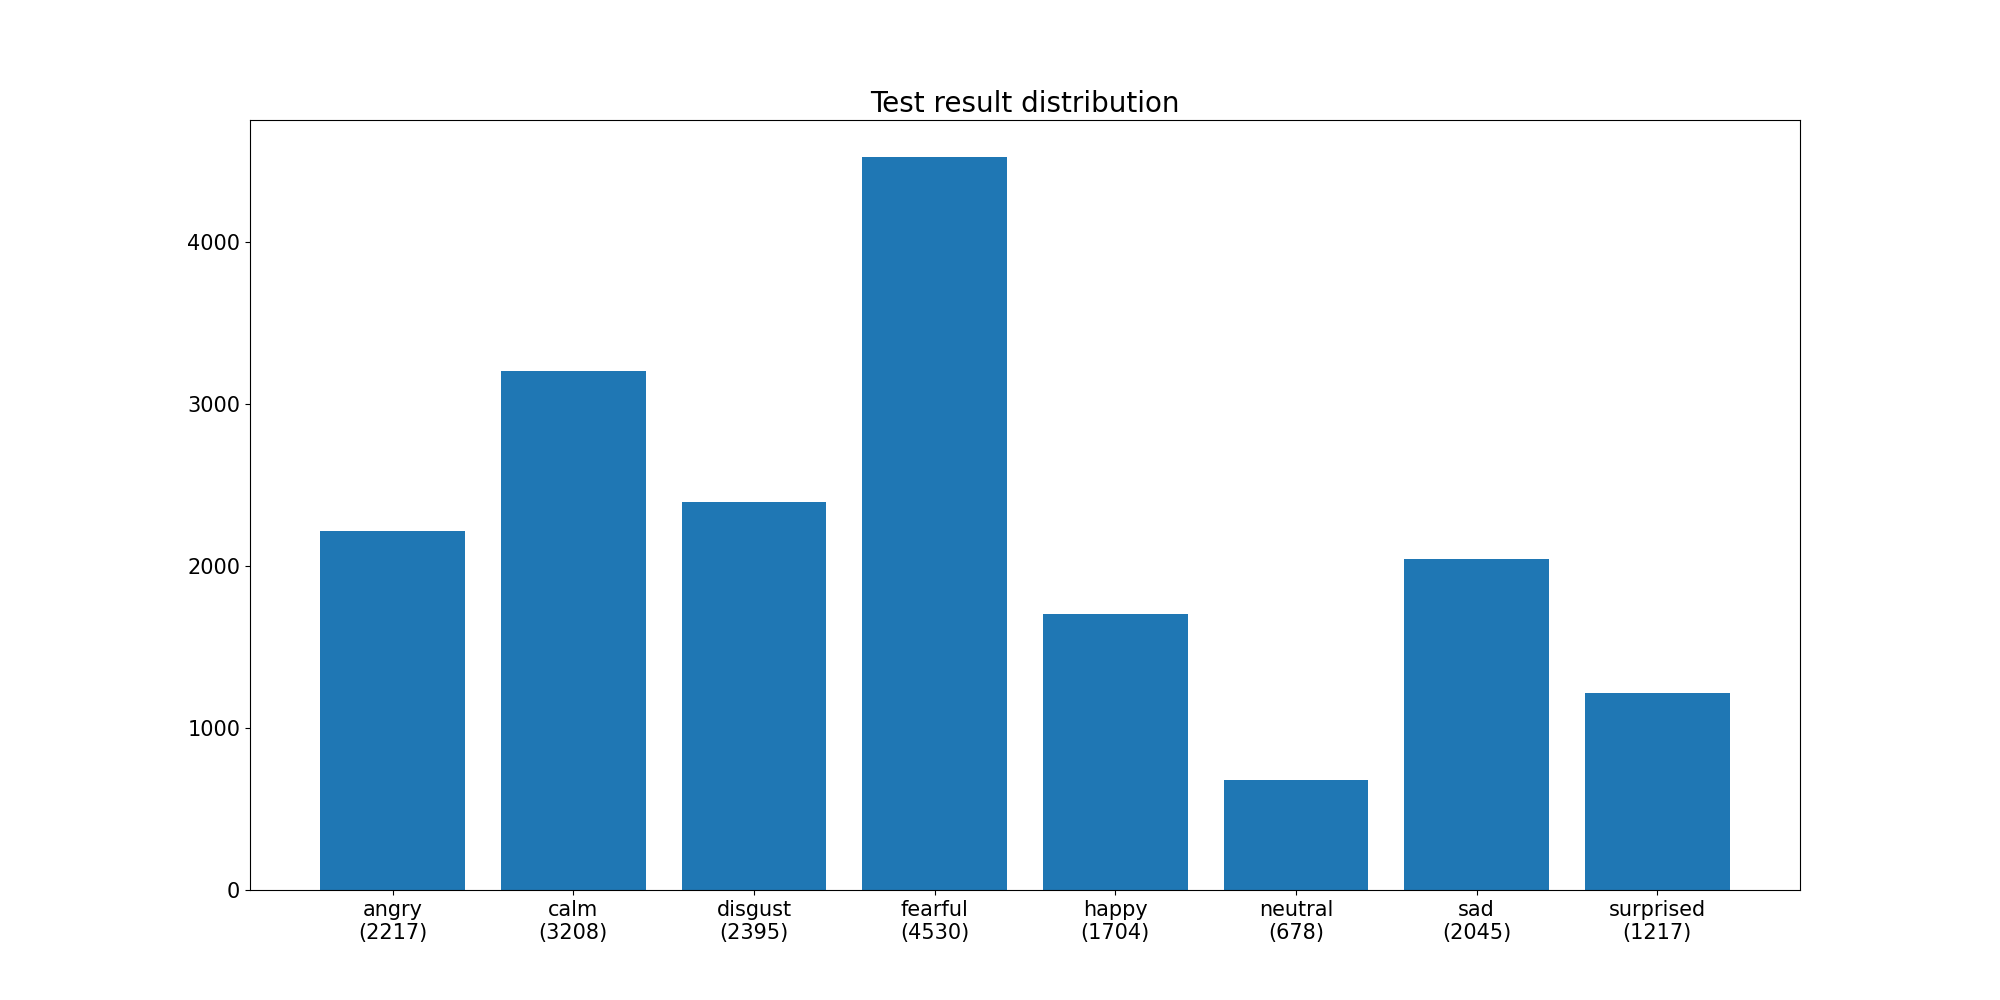 Test result distribution
4000
3000
2000
1000
0
angry
(2217)
calm
(3208)
disgust
(2395)
fearful
(4530)
happy
(1704)
neutral
(678)
sad
(2045)
surprised
(1217)